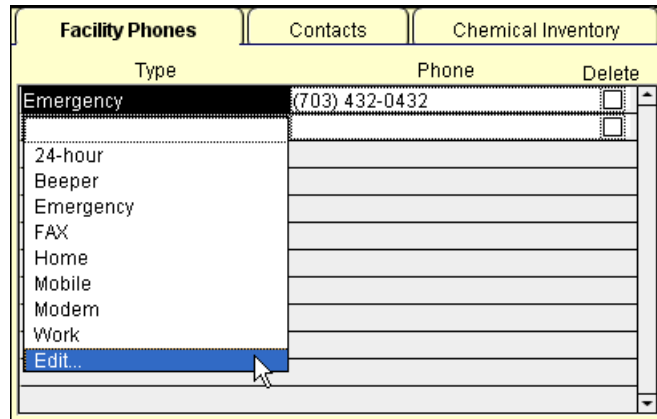 Facility Phones Contacts Chemical Inventory
Type Phone Delete
Emergency (703) 432-0432
24-hour
Beeper
Emergency
FAX
Home
Mobile
Modem
Work
Edit...